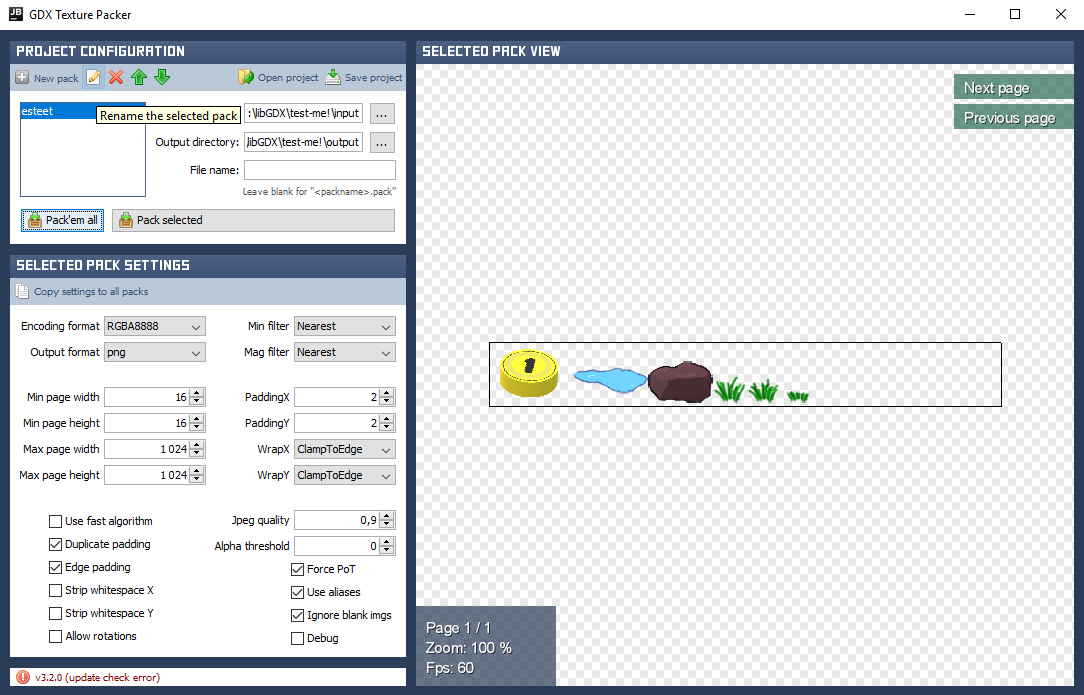 JB GDX Texture Packer
PROJECT CONFIGURATION
New pack Open project Save project
esteet
Rename the selected pack :\libGDX\test-me!\input ...
Output directory: /libGDX\test-me!\output ...
File name:
Leave blank for "<packname>.pack"
Pack'em all Pack selected
SELECTED PACK SETTINGS
Copy settings to all packs
Encoding format RGBA8888 Min filter Nearest
Output format png Mag filter Nearest
Min page width 16 PaddingX 2
Min page height 16 PaddingY 2
Max page width 1 024 WrapX ClampToEdge
Max page height 1 024 WrapY ClampToEdge
Use fast algorithm Jpeg quality 0,9
Duplicate padding Alpha threshold 0
Edge padding Force PoT
Strip whitespace X Use aliases
Strip whitespace Y Ignore blank imgs
Allow rotations Debug
v3.2.0 (update check error)
SELECTED PACK VIEW
Next page
Previous page
1
Page 1 / 1
Zoom: 100 %
Fps: 60